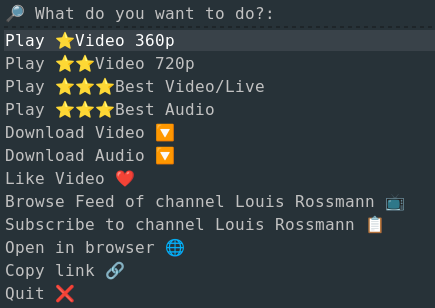 🔎 What do you want to do?:
Play ⭐Video 360p
Play ⭐⭐Video 720p
Play ⭐⭐⭐Best Video/Live
Play ⭐⭐⭐Best Audio
Download Video 🔽
Download Audio 🔽
Like Video ❤️
Browse Feed of channel Louis Rossmann 📺
Subscribe to channel Louis Rossmann 📋
Open in browser 🌐
Copy link 🔗
Quit ❌